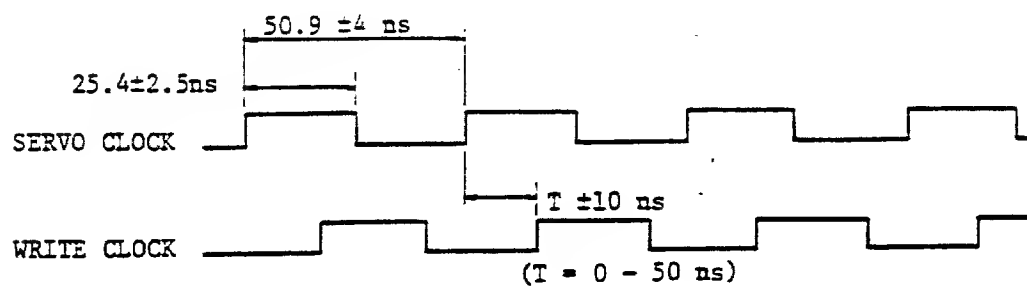 50.9 ±4 ns
25.4±2.5ns
SERVO CLOCK
T ±10 ns
WRITE CLOCK
(T = 0 - 50 ns)